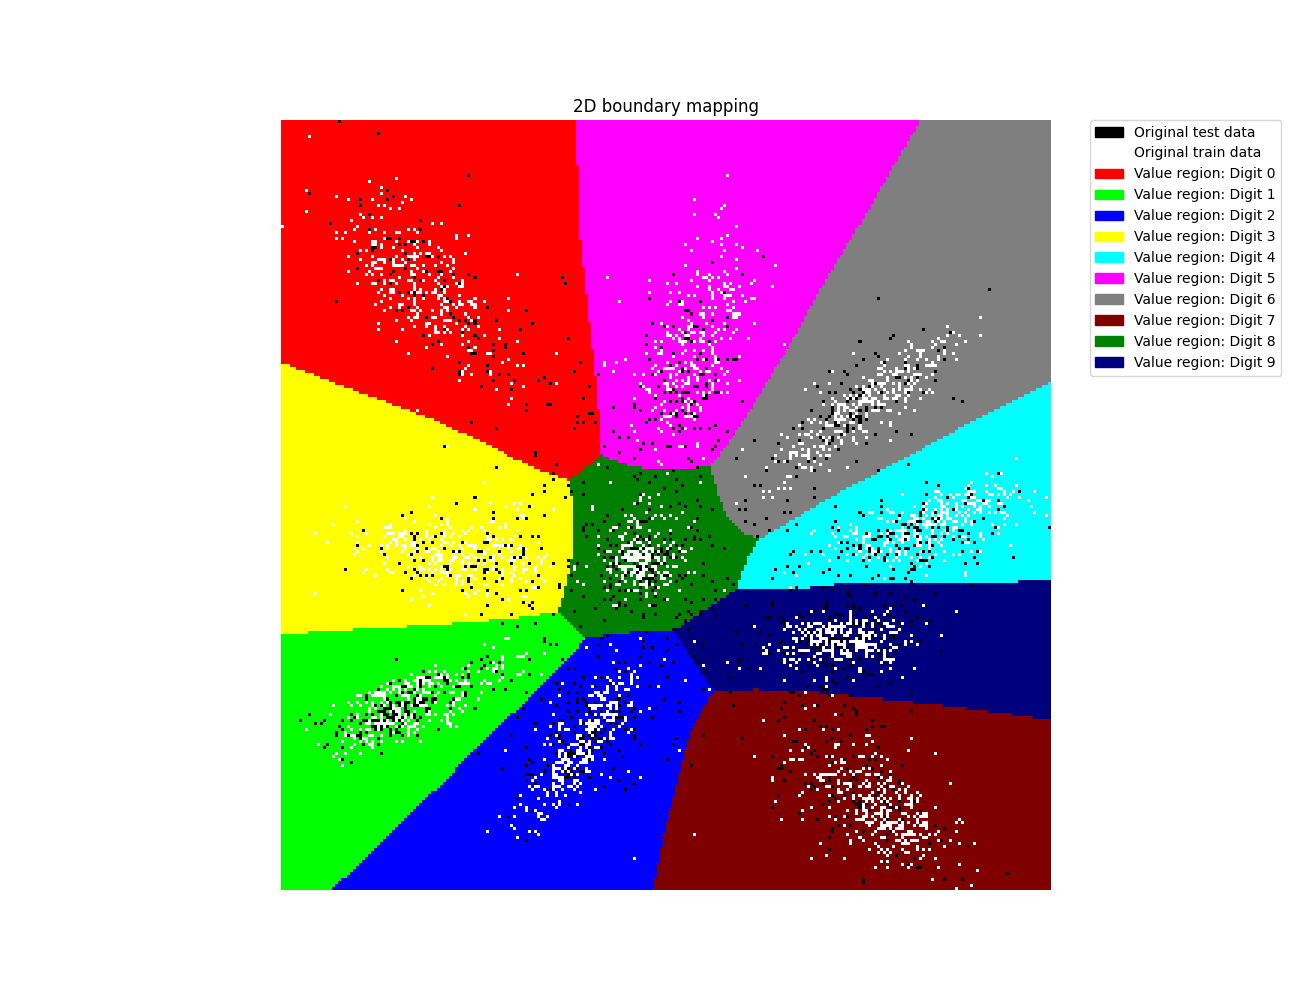 2D boundary mapping
Original test data
Original train data
Value region: Digit 0
Value region: Digit 1
Value region: Digit 2
Value region: Digit 3
Value region: Digit 4
Value region: Digit 5
Value region: Digit 6
Value region: Digit 7
Value region: Digit 8
Value region: Digit 9